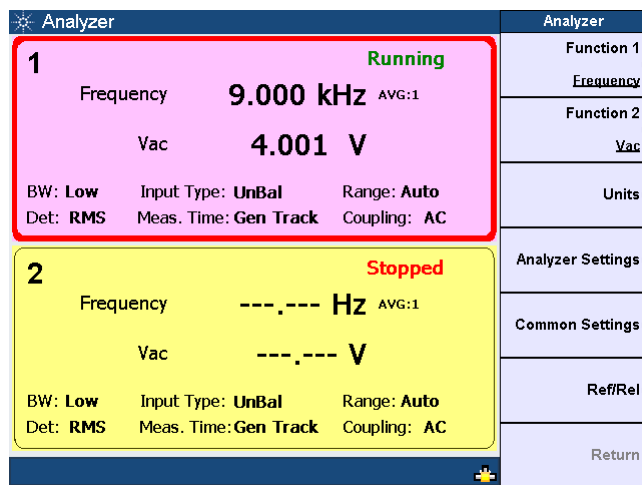 Analyzer
1
Running
Frequency 9.000 kHz AVG:1
Vac 4.001 V
BW: Low Input Type: UnBal Range: Auto
Det: RMS Meas. Time: Gen Track Coupling: AC
2
Stopped
Frequency ---.--- Hz AVG:1
Vac ---.--- V
BW: Low Input Type: UnBal Range: Auto
Det: RMS Meas. Time: Gen Track Coupling: AC
Analyzer
Function 1
Frequency
Function 2
Vac
Units
Analyzer Settings
Common Settings
Ref/Rel
Return